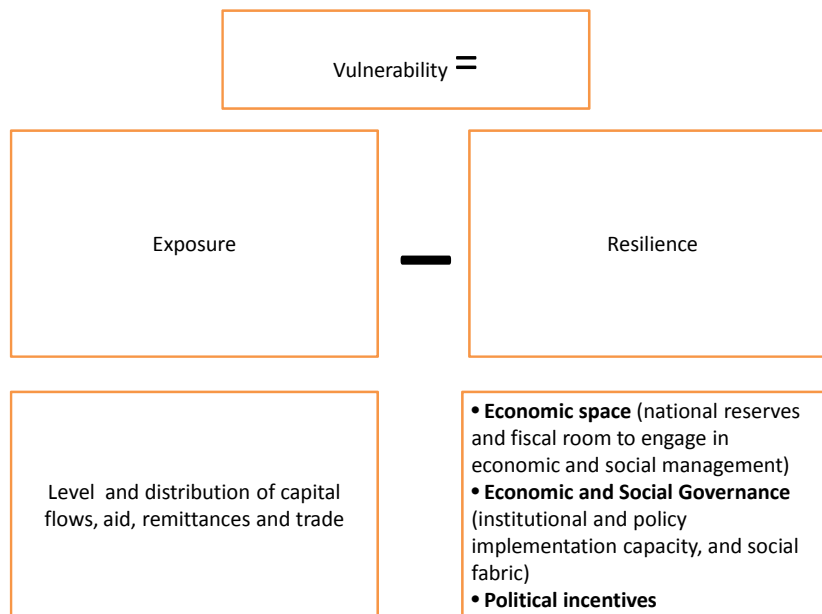 Vulnerability =
Exposure
Resilience
Level and distribution of capital
flows, aid, remittances and trade
• Economic space (national reserves
and fiscal room to engage in
economic and social management)
• Economic and Social Governance
(institutional and policy
implementation capacity, and social
fabric)
• Political incentives